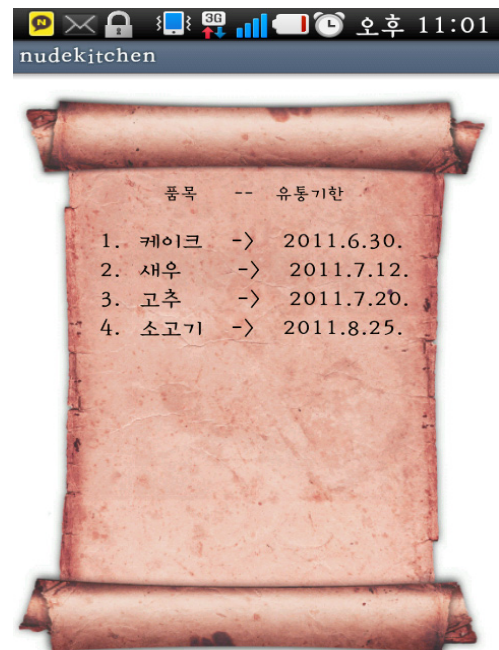 3G 오후 11:01
nudekitchen
품목 -- 유통기한
1. 케이크 -> 2011.6.30.
2. 새우 -> 2011.7.12.
3. 고추 -> 2011.7.20.
4. 소고기 -> 2011.8.25.